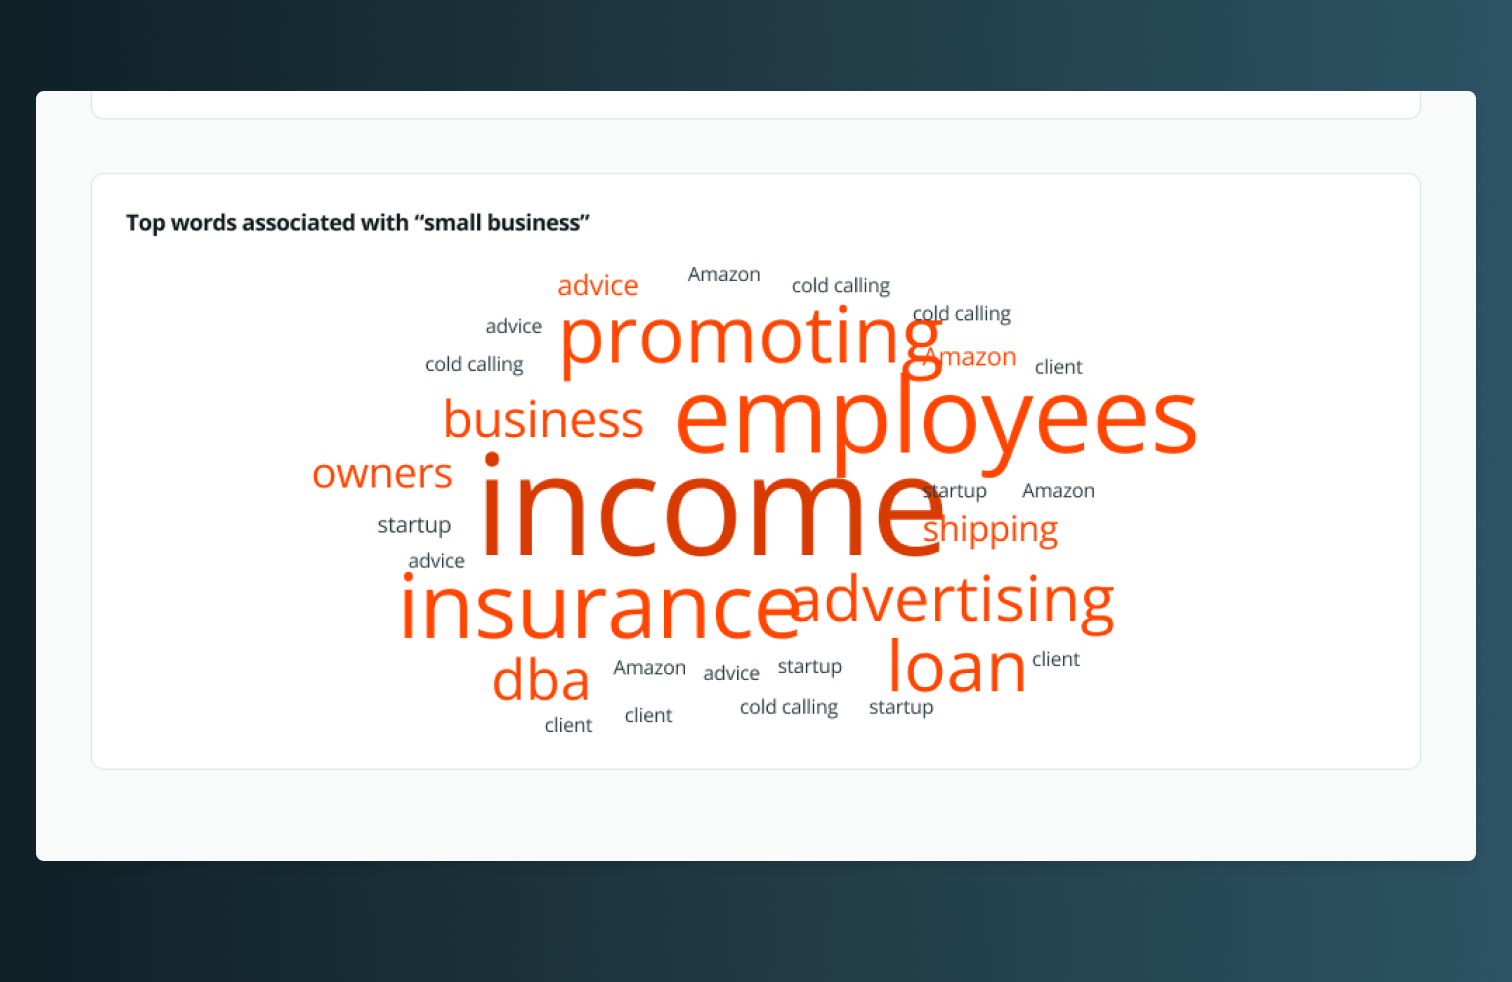 Top words associated with “small business”
advice
Amazon
cold calling
cold calling
advice
promoting
cold calling
Amazon
client
business
employees
owners
income
startup
Amazon
startup
shipping
advice
insurance
advertising
dba
Amazon
advice
startup
loan
client
client
client
cold calling
startup